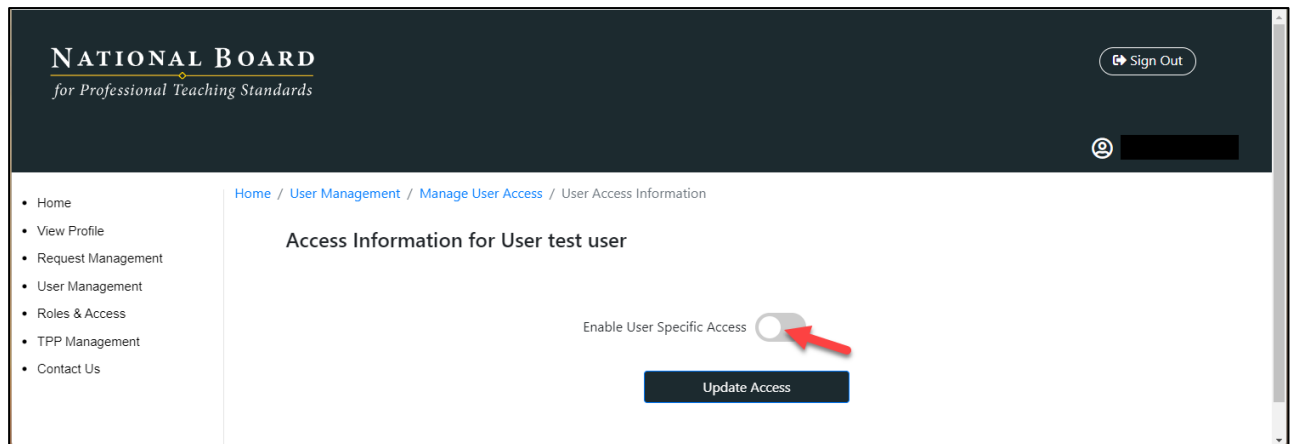 NATIONAL BOARD
for Professional Teaching Standards
Sign Out
Home / User Management / Manage User Access / User Access Information
• Home
• View Profile
• Request Management
• User Management
• Roles & Access
• TPP Management
• Contact Us
Access Information for User test user
Enable User Specific Access
Update Access